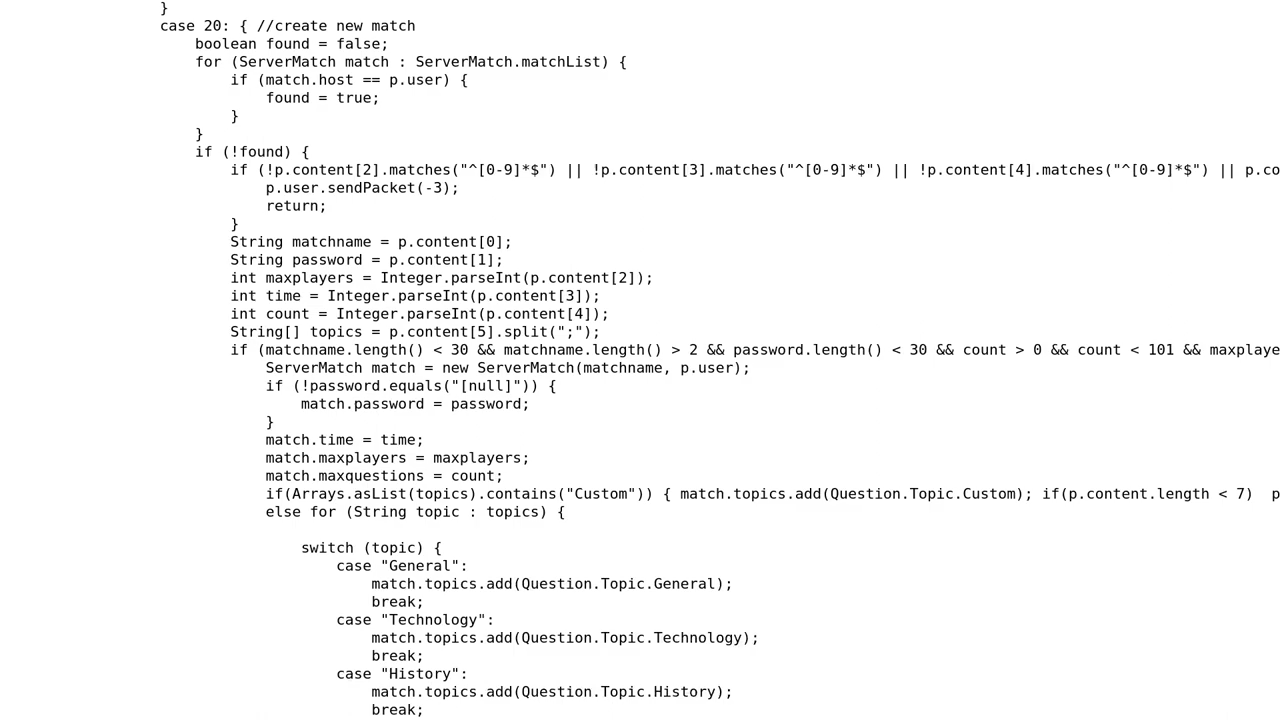 }
case 20: { //create new match
boolean found = false;
for (ServerMatch match : ServerMatch.matchList) {
if (match.host == p.user) {
found = true;
}
}
if (!found) {
if (!p.content[2].matches("^[0-9]*$") || !p.content[3].matches("^[0-9]*$") || !p.content[4].matches("^[0-9]*$") || p.co
p.user.sendPacket(-3);
return;
}
String matchname = p.content[0];
String password = p.content[1];
int maxplayers = Integer.parseInt(p.content[2]);
int time = Integer.parseInt(p.content[3]);
int count = Integer.parseInt(p.content[4]);
String[] topics = p.content[5].split(";");
if (matchname.length() < 30 && matchname.length() > 2 && password.length() < 30 && count > 0 && count < 101 && maxplaye
ServerMatch match = new ServerMatch(matchname, p.user);
if (!password.equals("[null]")) {
match.password = password;
}
match.time = time;
match.maxplayers = maxplayers;
match.maxquestions = count;
if(Arrays.asList(topics).contains("Custom")) { match.topics.add(Question.Topic.Custom); if(p.content.length < 7)  p
else for (String topic : topics) {
switch (topic) {
case "General":
match.topics.add(Question.Topic.General);
break;
case "Technology":
match.topics.add(Question.Topic.Technology);
break;
case "History":
match.topics.add(Question.Topic.History);
break;